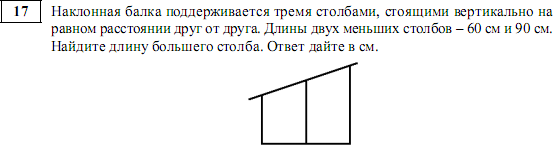 17 Наклонная балка поддерживается тремя столбами, стоящими вертикально на
равном расстоянии друг от друга. Длины двух меньших столбов – 60 см и 90 см.
Найдите длину большего столба. Ответ дайте в см.